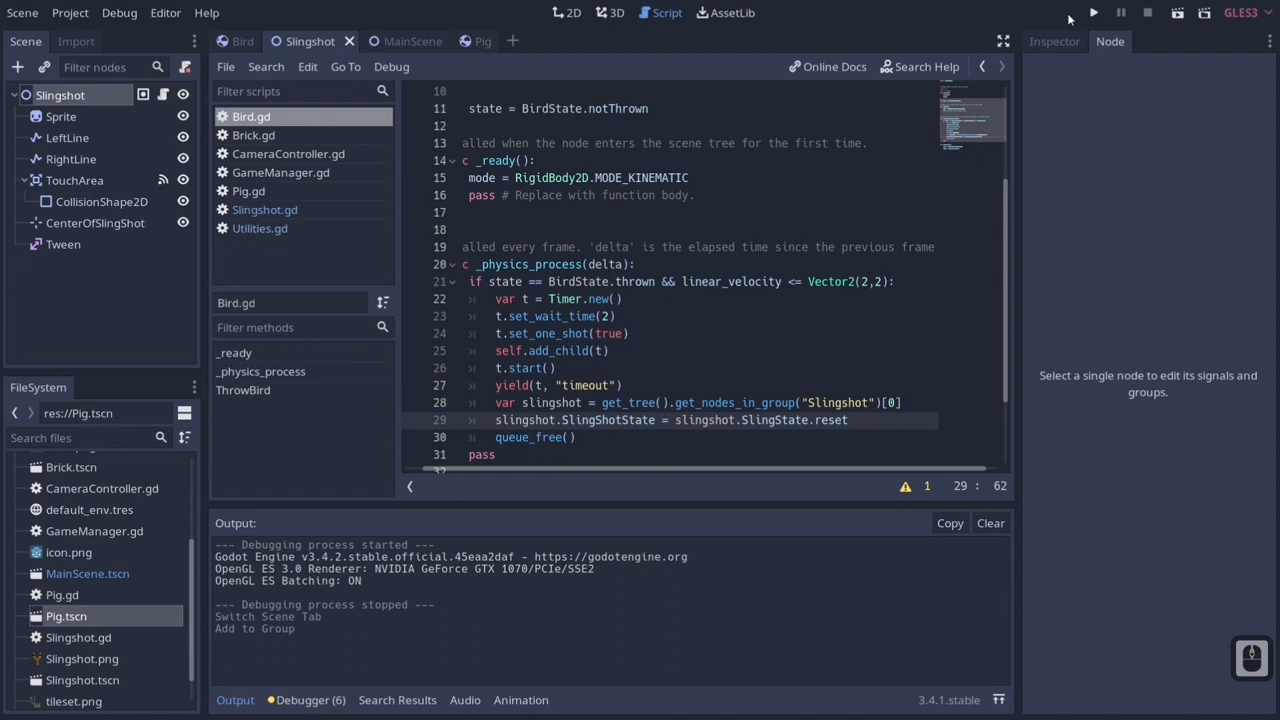 Scene Project Debug Editor Help 2D 3D Script AssetLib GLES3
Scene Import Bird Slingshot MainScene Pig Inspector Node
Filter nodes
File Search Edit Go To Debug Online Docs Search Help
Slingshot
Sprite
LeftLine
RightLine
TouchArea
CollisionShape2D
CenterOfSlingShot
Tween
Filter scripts
Bird.gd
Brick.gd
CameraController.gd
GameManager.gd
Pig.gd
Slingshot.gd
Utilities.gd
Bird.gd
Filter methods
_ready
_physics_process
ThrowBird
10
11 state = BirdState.notThrown
12
13 alled when the node enters the scene tree for the first time.
14 c _ready():
15 mode = RigidBody2D.MODE_KINEMATIC
16 pass # Replace with function body.
17
18
19 alled every frame. 'delta' is the elapsed time since the previous frame
20 c _physics_process(delta):
21 if state == BirdState.thrown && linear_velocity <= Vector2(2,2):
22 var t = Timer.new()
23 t.set_wait_time(2)
24 t.set_one_shot(true)
25 self.add_child(t)
26 t.start()
27 yield(t, "timeout")
28 var slingshot = get_tree().get_nodes_in_group("Slingshot")[0]
29 slingshot.SlingShotState = slingshot.SlingState.reset
30 queue_free()
31 pass
1 29 : 62
Select a single node to edit its signals and
groups.
FileSystem
res://Pig.tscn
Search files
Brick.tscn
CameraController.gd
default_env.tres
GameManager.gd
icon.png
MainScene.tscn
Pig.gd
Pig.tscn
Slingshot.gd
Slingshot.png
Slingshot.tscn
tileset.png
Output: Copy Clear
--- Debugging process started ---
Godot Engine v3.4.2.stable.official.45eaa2daf - https://godotengine.org
OpenGL ES 3.0 Renderer: NVIDIA GeForce GTX 1070/PCIe/SSE2
OpenGL ES Batching: ON
--- Debugging process stopped ---
Switch Scene Tab
Add to Group
Output Debugger (6) Search Results Audio Animation 3.4.1.stable